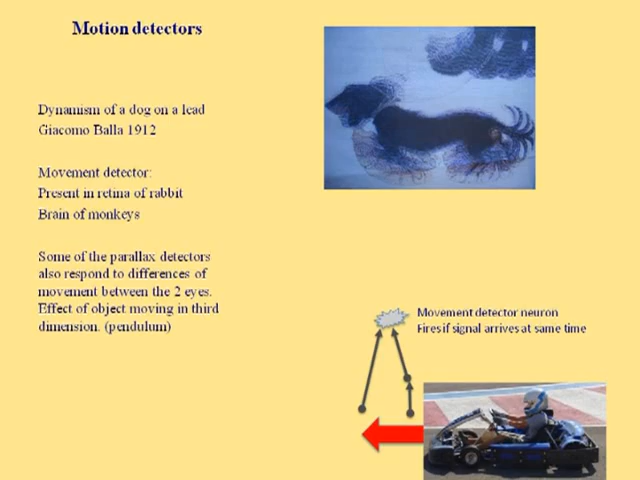 Motion detectors
Dynamism of a dog on a lead
Giacomo Balla 1912
Movement detector:
Present in retina of rabbit
Brain of monkeys
Some of the parallax detectors
also respond to differences of
movement between the 2 eyes.
Effect of object moving in third
dimension. (pendulum)
Movement detector neuron
Fires if signal arrives at same time